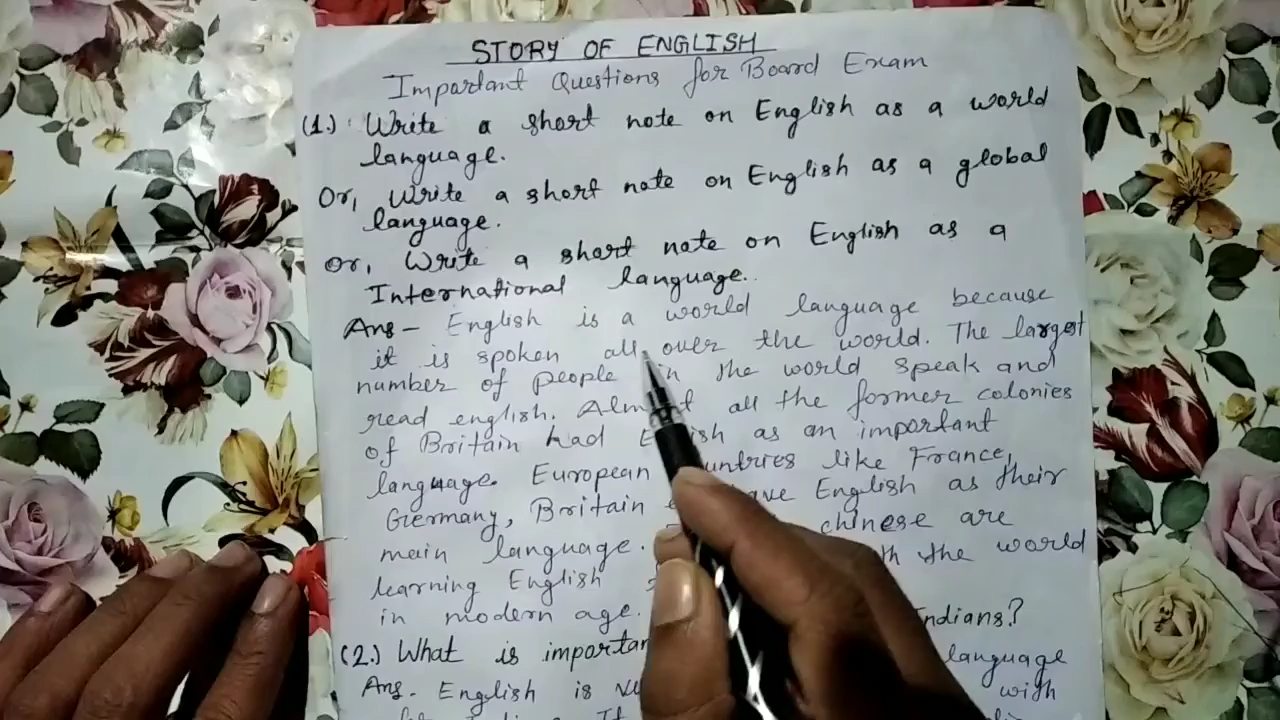 STORY OF ENGLISH
Important Questions for Board Exam
(1.) Write a short note on English as a world
language.
Or, Write a short note on English as a global
language.
Or, Write a short note on English as a
International language.
Ans - English is a world language because
it is spoken all over the world. The largest
number of people in the world speak and
read english. Almost all the former colonies
of Britain had English as an important
language. European countries like France,
Germany, Britain have English as their
main language. chinese are
learning English the world
in modern age.
(2.) What is Indians?
Ans. English is language
with